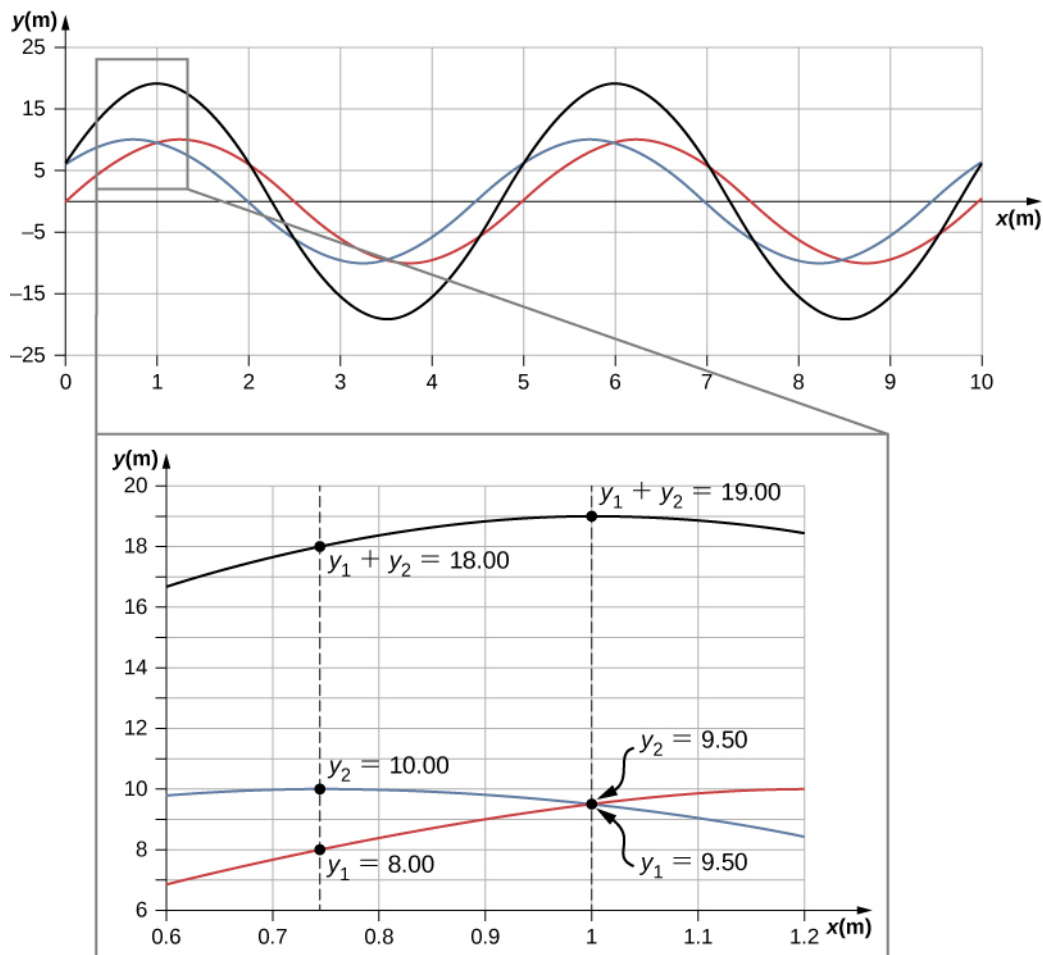 y(m)
25
15
5
–5
–15
–25
x(m)
0 1 2 3 4 5 6 7 8 9 10
y(m)
20
y₁ + y₂ = 19.00
18
y₁ + y₂ = 18.00
16
14
12
y₂ = 9.50
y₂ = 10.00
10
8
y₁ = 8.00
y₁ = 9.50
6
0.6 0.7 0.8 0.9 1 1.1 1.2 x(m)